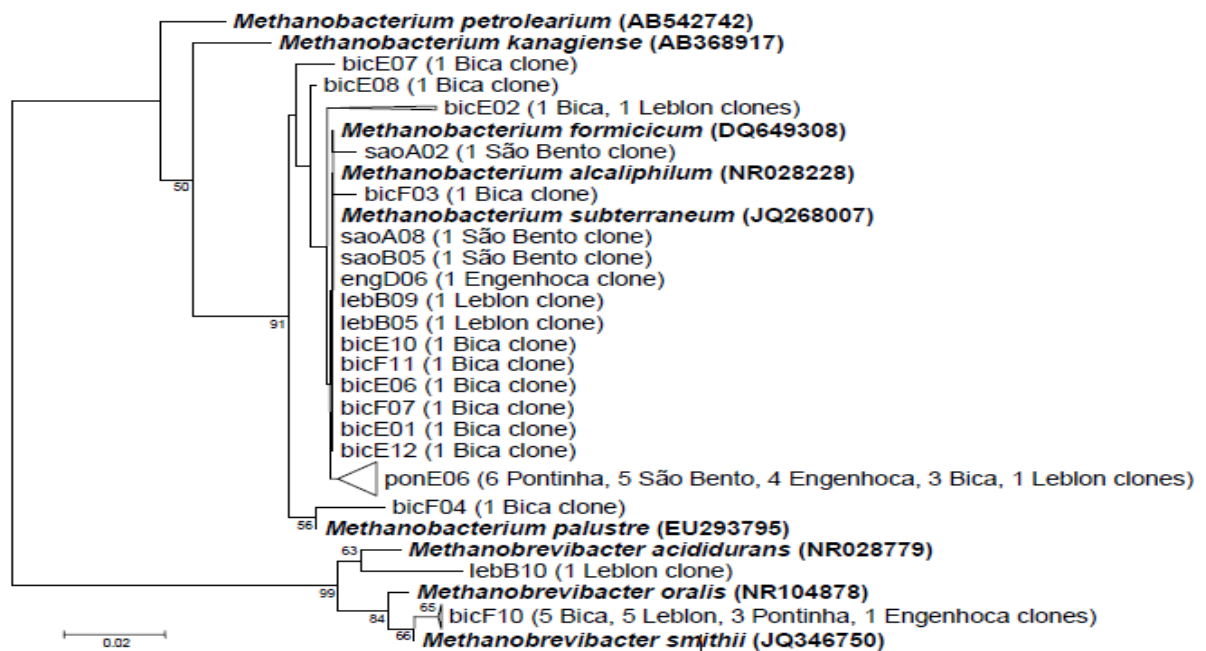 Methanobacterium petrolearium (AB542742)
Methanobacterium kanagiense (AB368917)
bicE07 (1 Bica clone)
bicE08 (1 Bica clone)
bicE02 (1 Bica, 1 Leblon clones)
Methanobacterium formicicum (DQ649308)
saoA02 (1 São Bento clone)
Methanobacterium alcaliphilum (NR028228)
50
bicF03 (1 Bica clone)
Methanobacterium subterraneum (JQ268007)
saoA08 (1 São Bento clone)
saoB05 (1 São Bento clone)
engD06 (1 Engenhoca clone)
lebB09 (1 Leblon clone)
91
lebB05 (1 Leblon clone)
bicE10 (1 Bica clone)
bicF11 (1 Bica clone)
bicE06 (1 Bica clone)
bicF07 (1 Bica clone)
bicE01 (1 Bica clone)
bicE12 (1 Bica clone)
ponE06 (6 Pontinha, 5 São Bento, 4 Engenhoca, 3 Bica, 1 Leblon clones)
bicF04 (1 Bica clone)
56
Methanobacterium palustre (EU293795)
63
Methanobrevibacter acididurans (NR028779)
lebB10 (1 Leblon clone)
99
Methanobrevibacter oralis (NR104878)
65
84
bicF10 (5 Bica, 5 Leblon, 3 Pontinha, 1 Engenhoca clones)
66
Methanobrevibacter smithii (JQ346750)
0.02